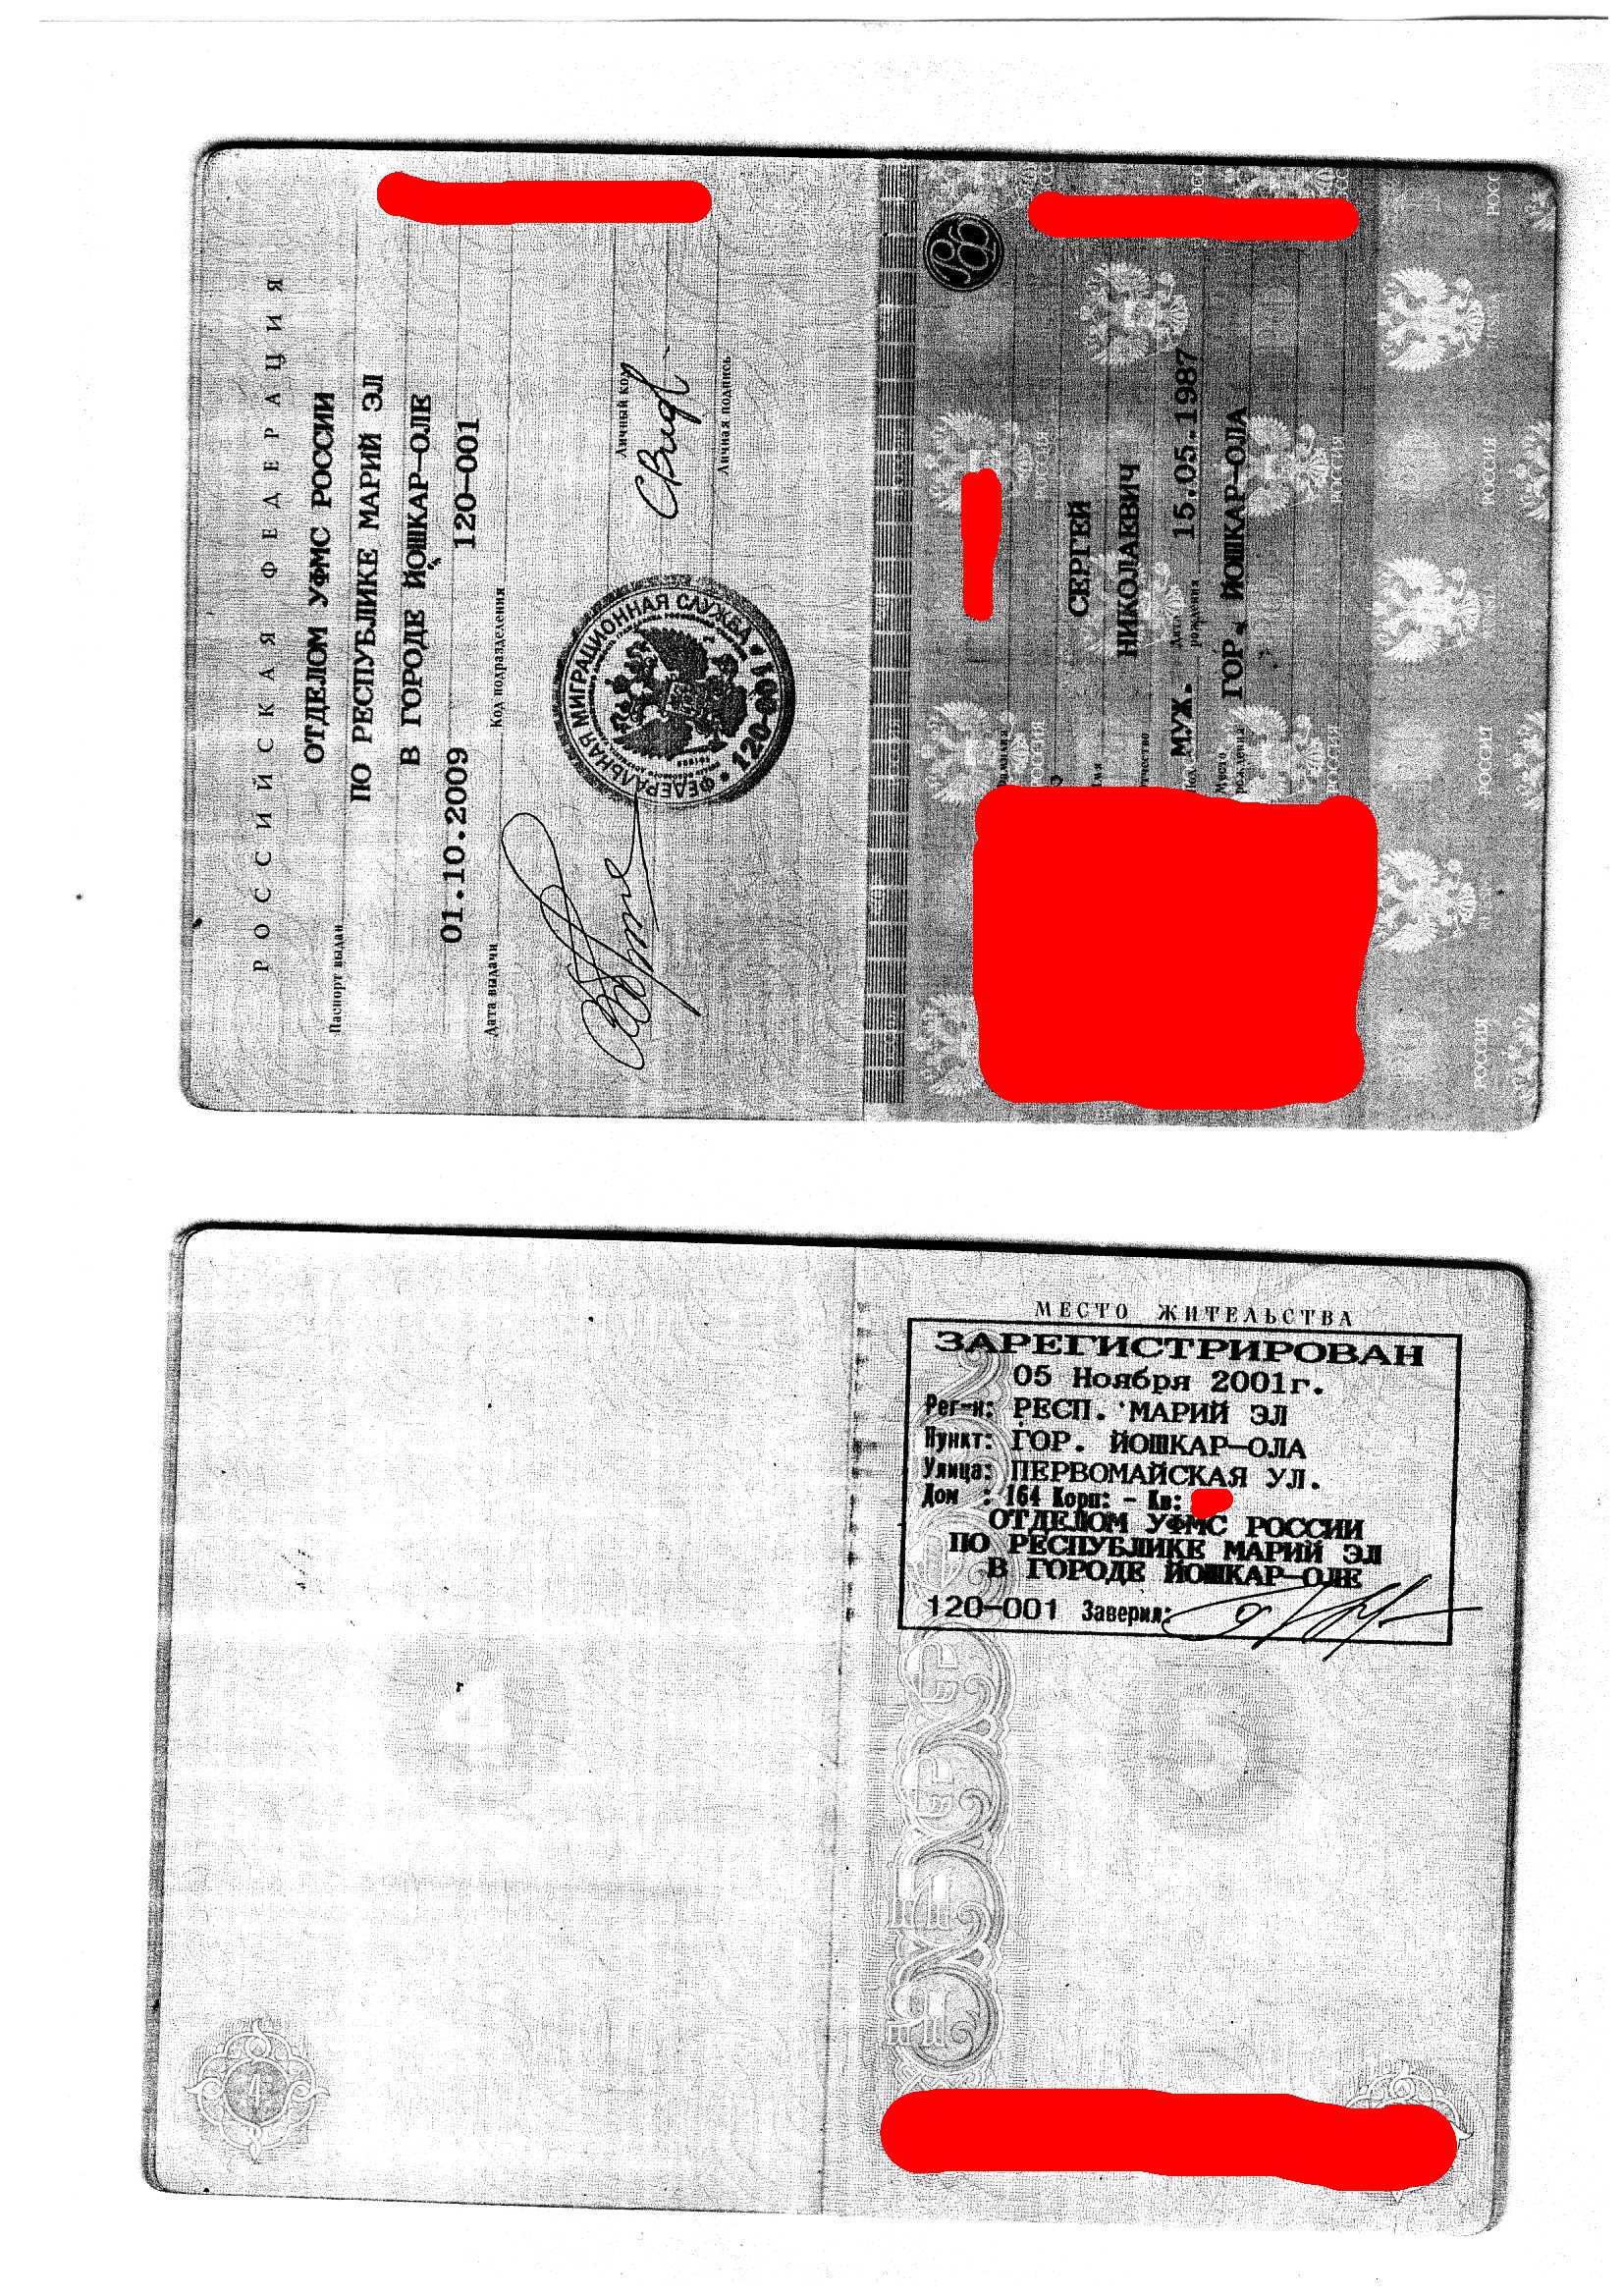 РОССИЙСКАЯ ФЕДЕРАЦИЯ
Паспорт выдан
ОТДЕЛОМ УФМС РОССИИ
ПО РЕСПУБЛИКЕ МАРИЙ ЭЛ
В ГОРОДЕ ЙОШКАР-ОЛЕ
01.10.2009 120-001
Дата выдачи Код подразделения
Личный код
Личная подпись
ФЕДЕРАЛЬНАЯ МИГРАЦИОННАЯ СЛУЖБА
120-001
РФ
Фамилия
СЕРГЕЙ
НИКОЛАЕВИЧ
МУЖ. Дата рождения 15.05.1987
Место рождения ГОР. ЙОШКАР-ОЛА
РОССИЯ
МЕСТО ЖИТЕЛЬСТВА
ЗАРЕГИСТРИРОВАН
05 Ноября 2001г.
Рег-н: РЕСП. МАРИЙ ЭЛ
Пункт: ГОР. ЙОШКАР-ОЛА
Улица: ПЕРВОМАЙСКАЯ УЛ.
Дом : 164 Корп: - Кв:
ОТДЕЛОМ УФМС РОССИИ
ПО РЕСПУБЛИКЕ МАРИЙ ЭЛ
В ГОРОДЕ ЙОШКАР-ОЛЕ
120-001 Заверил:
4
5
4